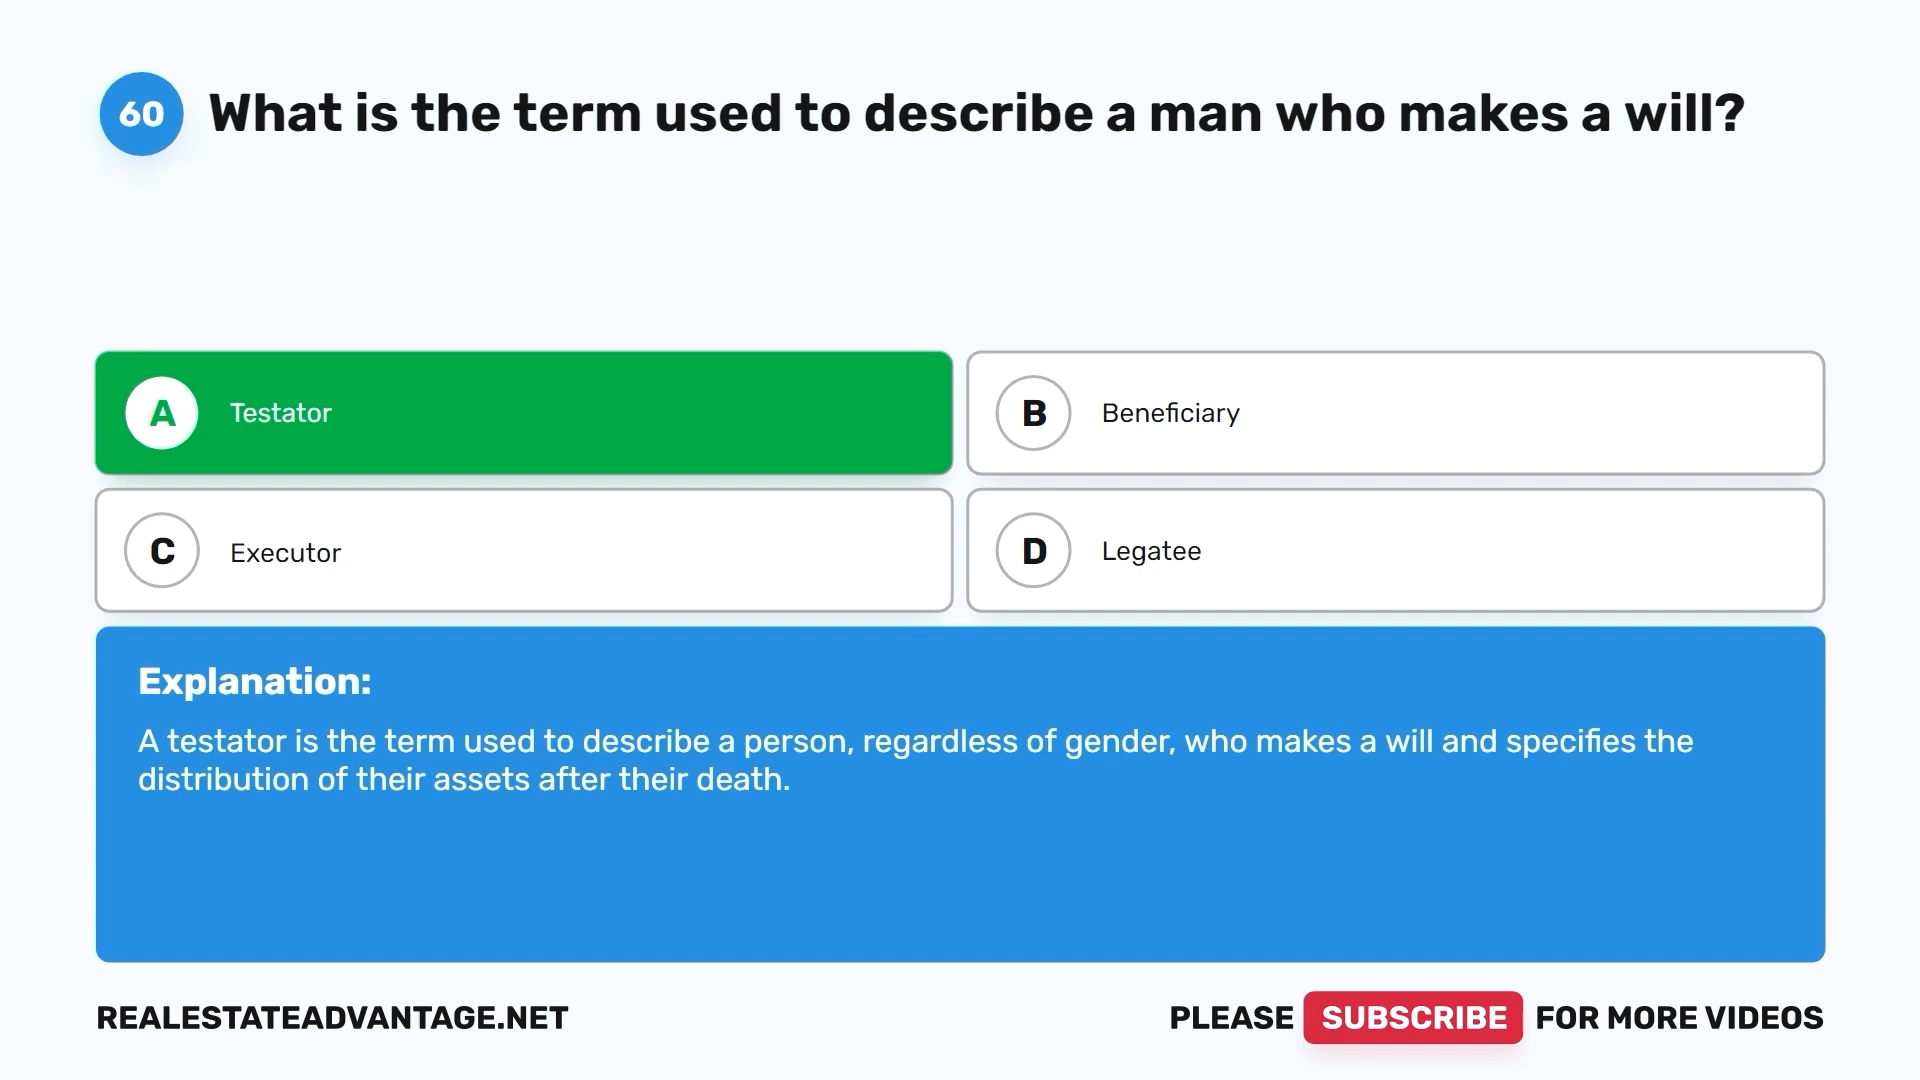 60 What is the term used to describe a man who makes a will?
A Testator
B Beneficiary
C Executor
D Legatee
Explanation:
A testator is the term used to describe a person, regardless of gender, who makes a will and specifies the
distribution of their assets after their death.
REALESTATEADVANTAGE.NET
PLEASE SUBSCRIBE FOR MORE VIDEOS